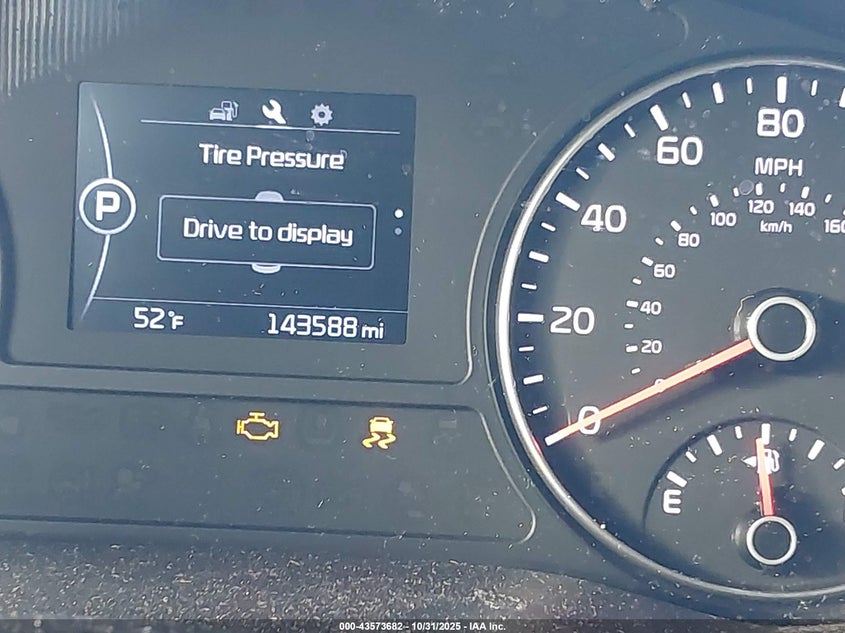 Tire Pressure
P
Drive to display
52°F
143588 mi
0
20
40
60
80
MPH
20
40
60
80
100
120
140
160
km/h
E
000-43573682 - 10/31/2025 - IAA Inc.